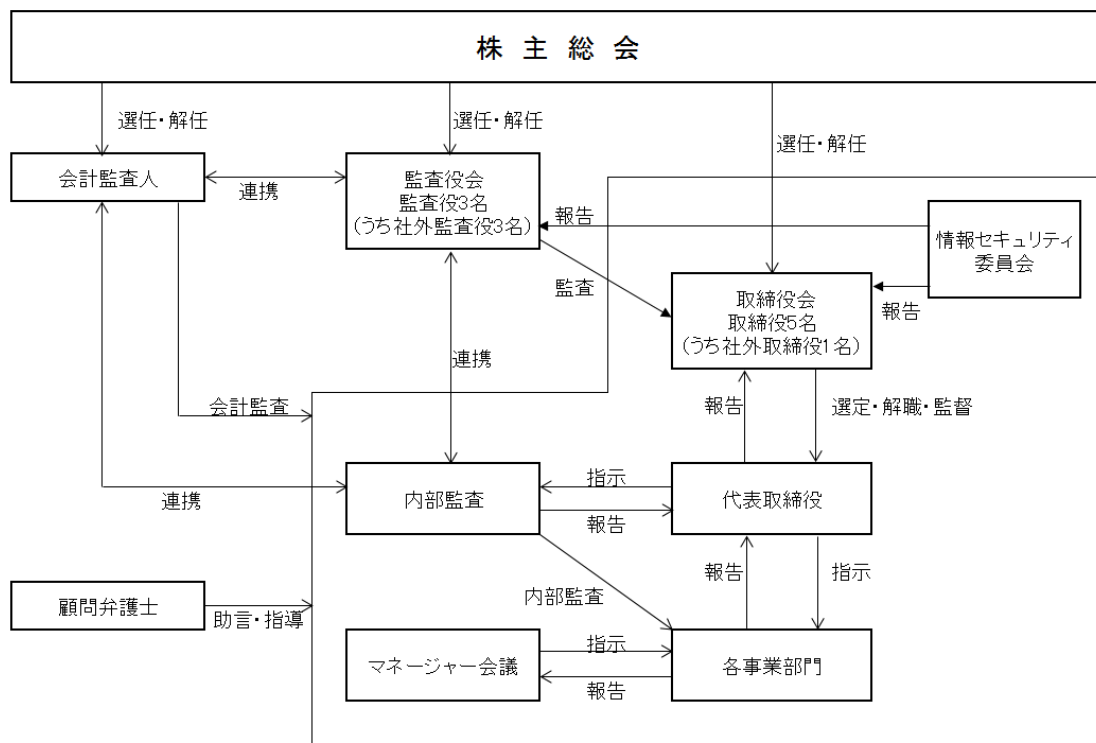 株主総会
選任・解任
選任・解任
選任・解任
会計監査人
連携
監査役会
監査役3名
(うち社外監査役3名)
報告
情報セキュリティ
委員会
監査
取締役会
取締役5名
(うち社外取締役1名)
報告
連携
会計監査
報告
選定・解職・監督
連携
内部監査
指示
報告
代表取締役
顧問弁護士
助言・指導
内部監査
報告
指示
マネージャー会議
指示
報告
各事業部門